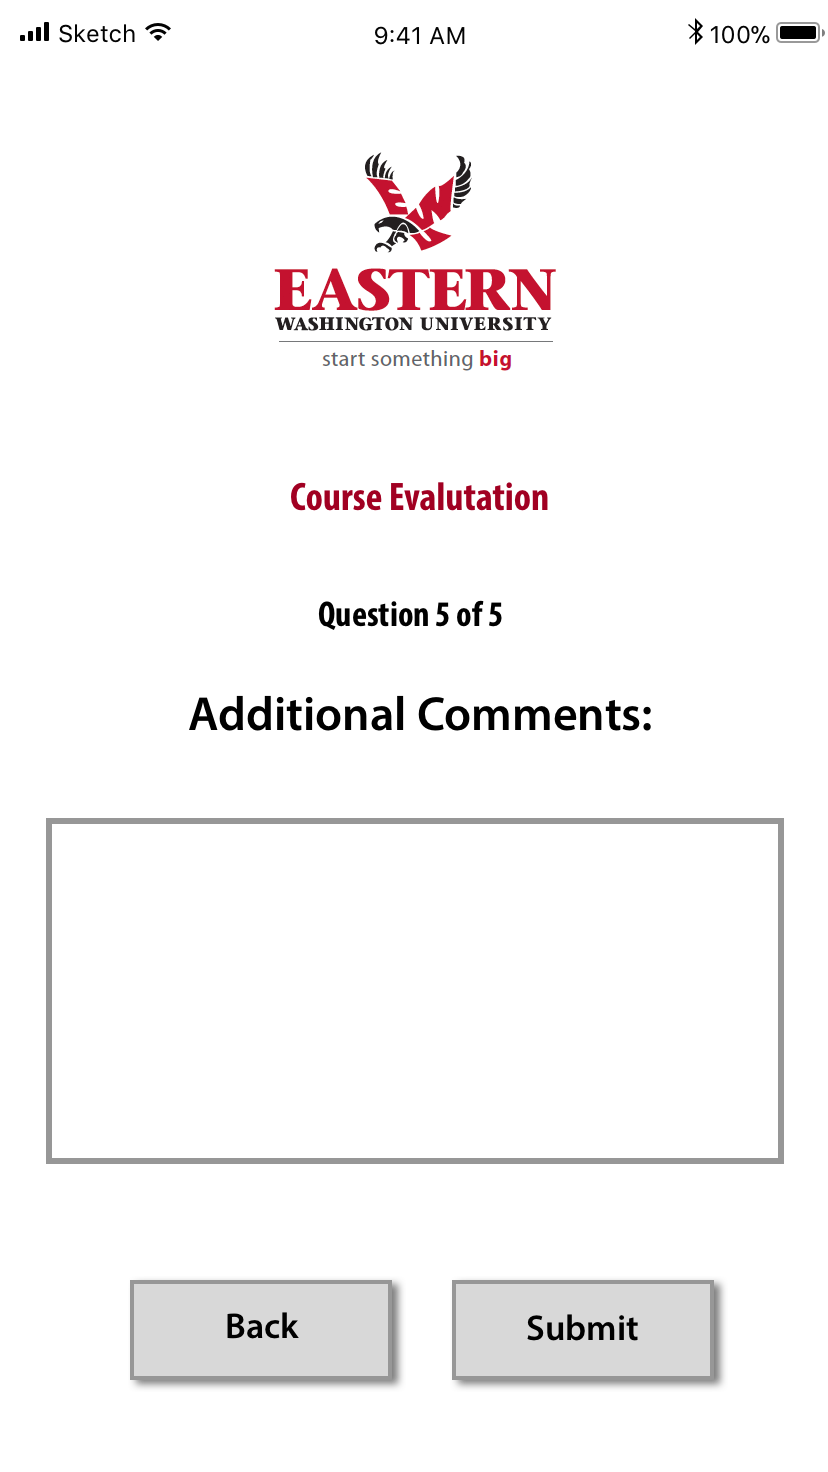 Sketch 9:41 AM 100%
EASTERN
WASHINGTON UNIVERSITY
start something big
Course Evalutation
Question 5 of 5
Additional Comments:
Back Submit